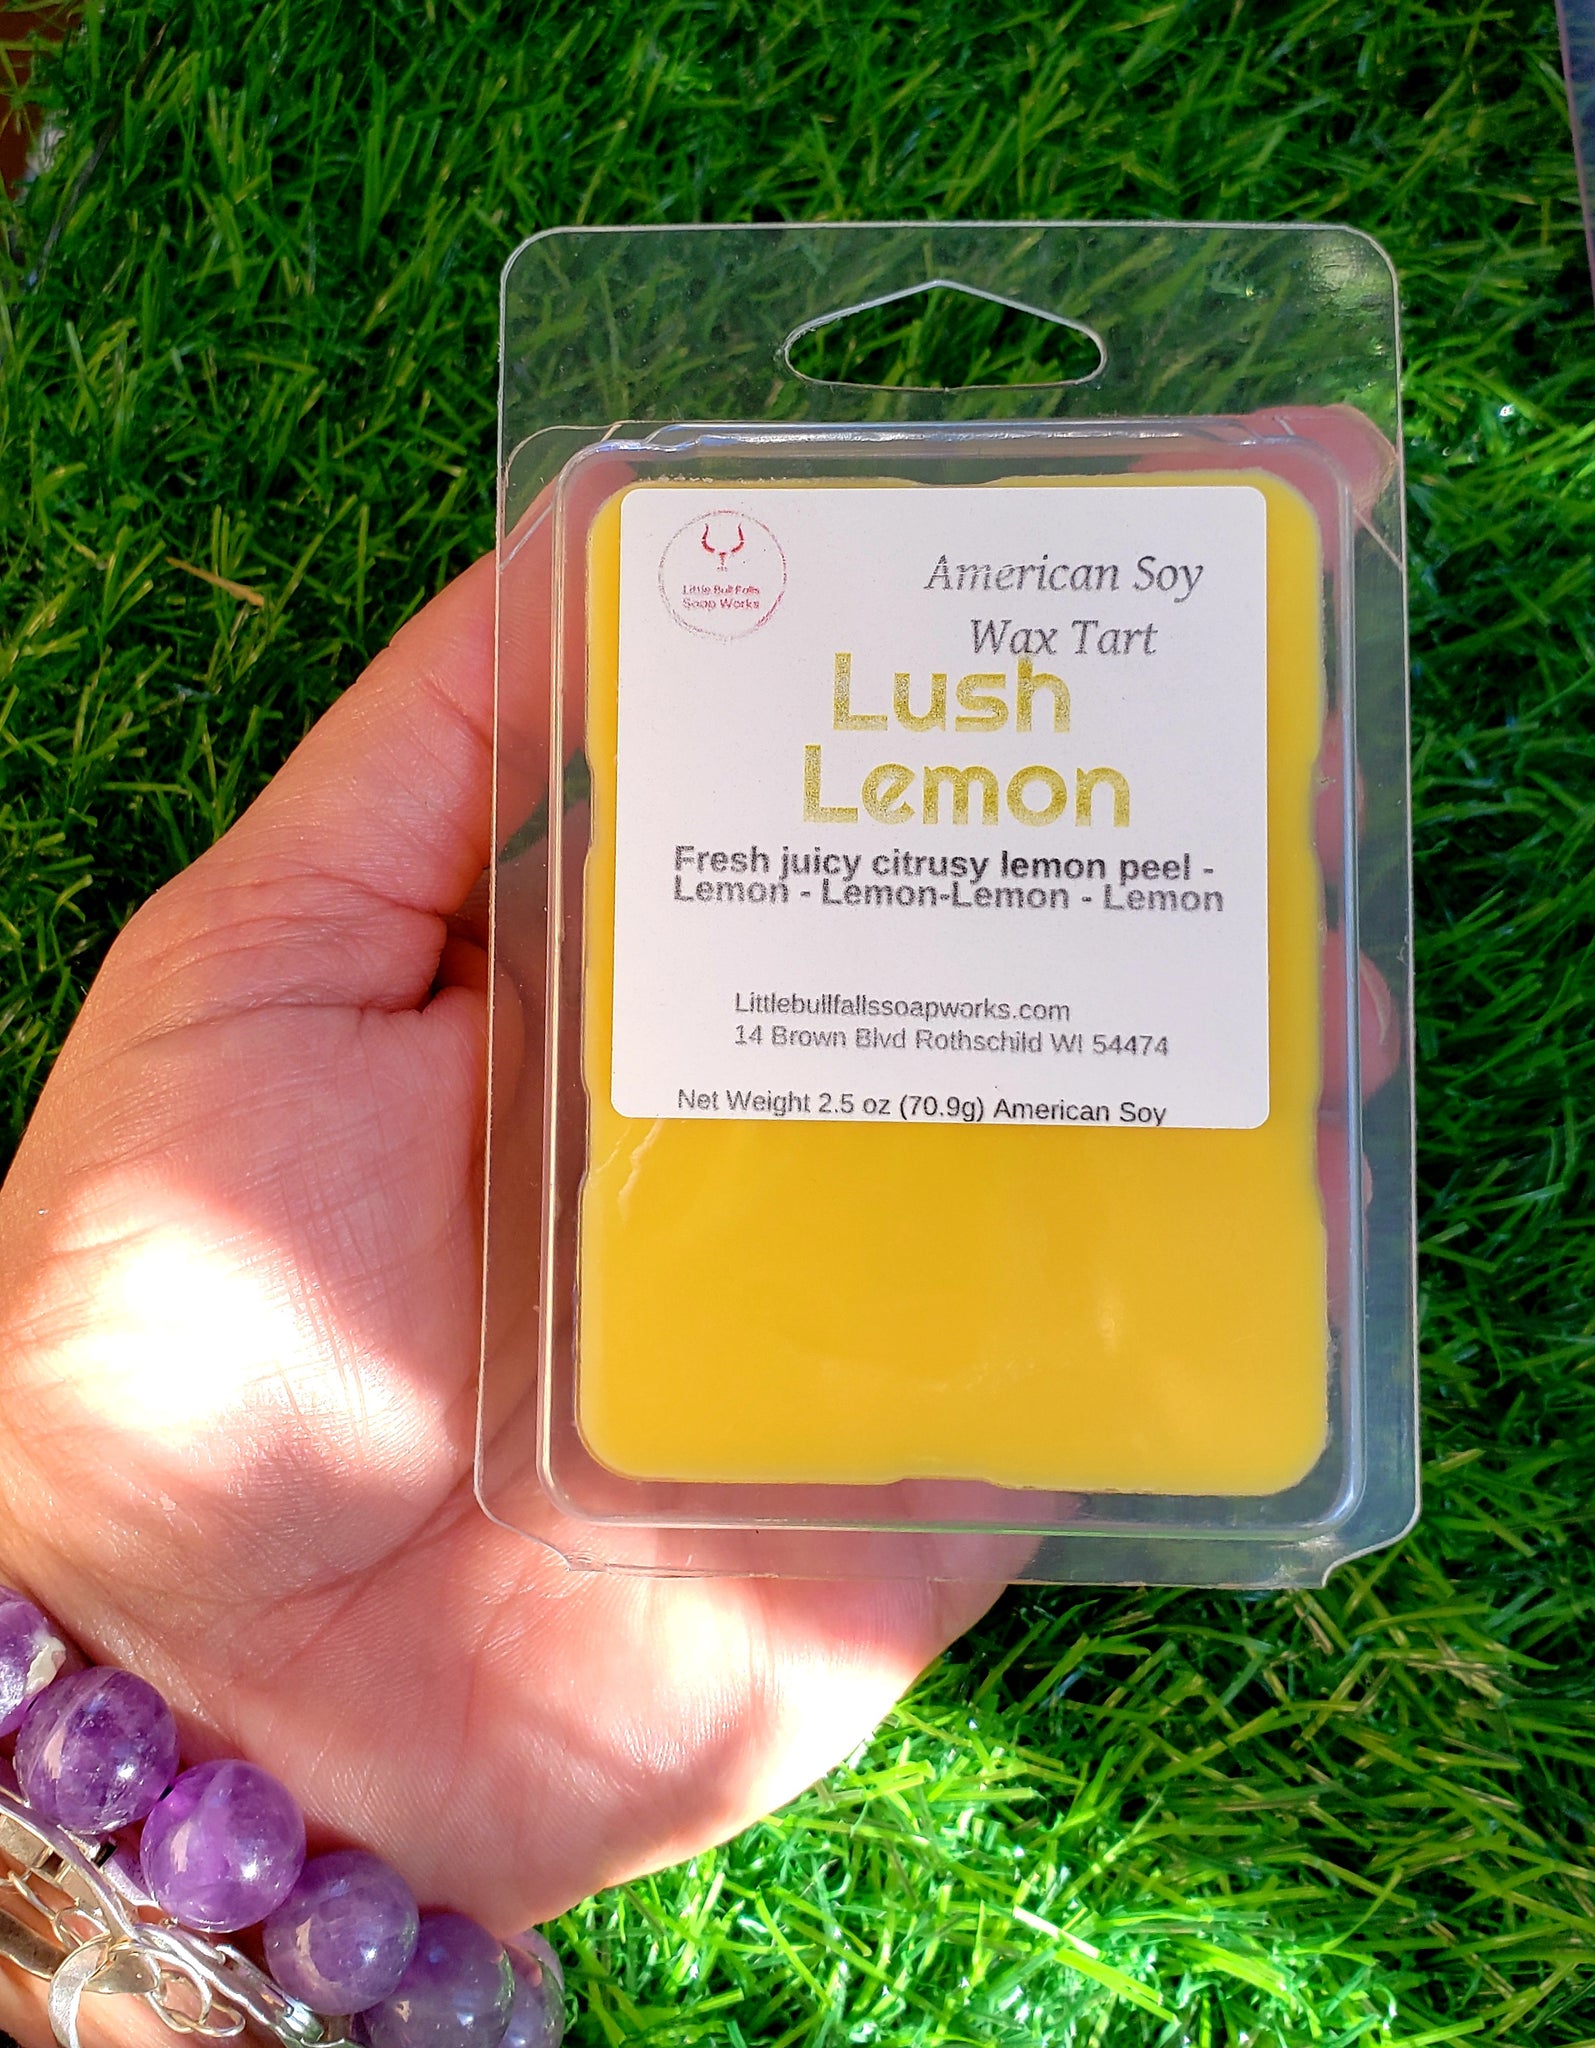 Little Bull Falls
Soap Works
American Soy
Wax Tart
Lush
Lemon
Fresh juicy citrusy lemon peel -
Lemon - Lemon-Lemon - Lemon
Littlebullfallssoapworks.com
14 Brown Blvd Rothschild WI 54474
Net Weight 2.5 oz (70.9g) American Soy